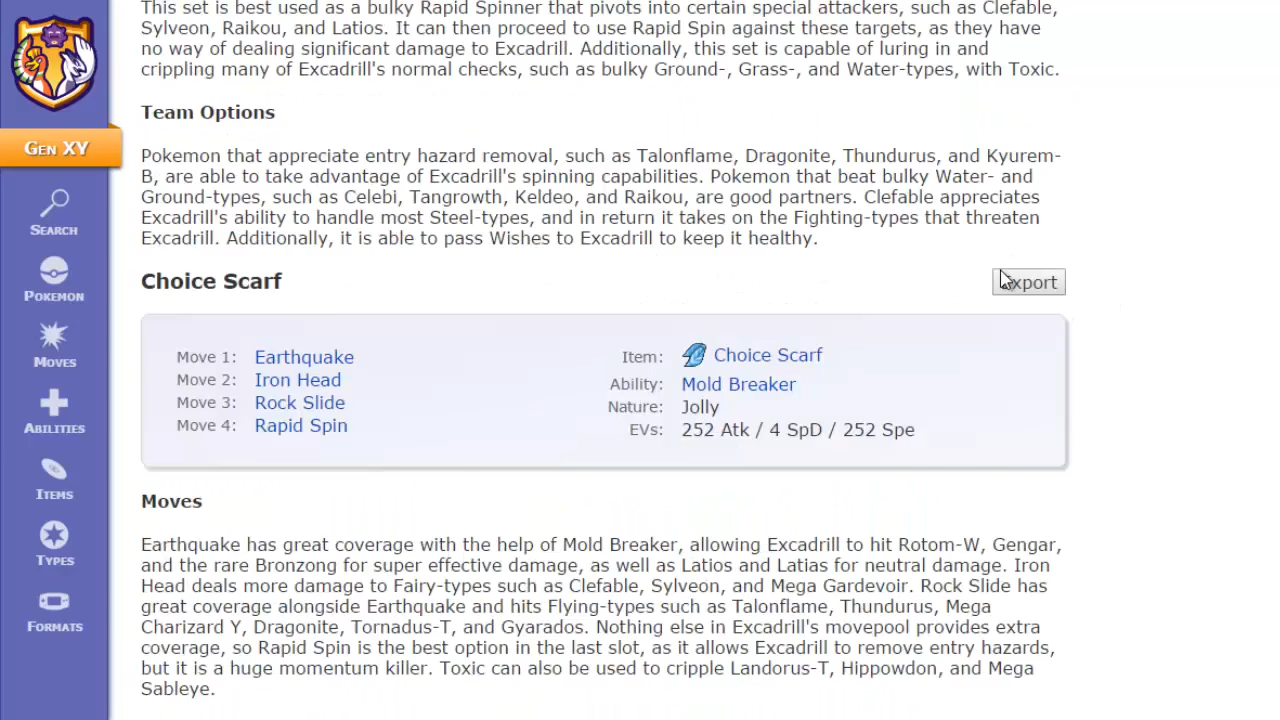 This set is best used as a bulky Rapid Spinner that pivots into certain special attackers, such as Clefable,
Sylveon, Raikou, and Latios. It can then proceed to use Rapid Spin against these targets, as they have
no way of dealing significant damage to Excadrill. Additionally, this set is capable of luring in and
crippling many of Excadrill's normal checks, such as bulky Ground-, Grass-, and Water-types, with Toxic.
Team Options
Pokemon that appreciate entry hazard removal, such as Talonflame, Dragonite, Thundurus, and Kyurem-
B, are able to take advantage of Excadrill's spinning capabilities. Pokemon that beat bulky Water- and
Ground-types, such as Celebi, Tangrowth, Keldeo, and Raikou, are good partners. Clefable appreciates
Excadrill's ability to handle most Steel-types, and in return it takes on the Fighting-types that threaten
Excadrill. Additionally, it is able to pass Wishes to Excadrill to keep it healthy.
Choice Scarf
Export
Move 1: Earthquake
Move 2: Iron Head
Move 3: Rock Slide
Move 4: Rapid Spin
Item: Choice Scarf
Ability: Mold Breaker
Nature: Jolly
EVs: 252 Atk / 4 SpD / 252 Spe
Moves
Earthquake has great coverage with the help of Mold Breaker, allowing Excadrill to hit Rotom-W, Gengar,
and the rare Bronzong for super effective damage, as well as Latios and Latias for neutral damage. Iron
Head deals more damage to Fairy-types such as Clefable, Sylveon, and Mega Gardevoir. Rock Slide has
great coverage alongside Earthquake and hits Flying-types such as Talonflame, Thundurus, Mega
Charizard Y, Dragonite, Tornadus-T, and Gyarados. Nothing else in Excadrill's movepool provides extra
coverage, so Rapid Spin is the best option in the last slot, as it allows Excadrill to remove entry hazards,
but it is a huge momentum killer. Toxic can also be used to cripple Landorus-T, Hippowdon, and Mega
Sableye.
GEN XY
SEARCH
POKEMON
MOVES
ABILITIES
ITEMS
TYPES
FORMATS